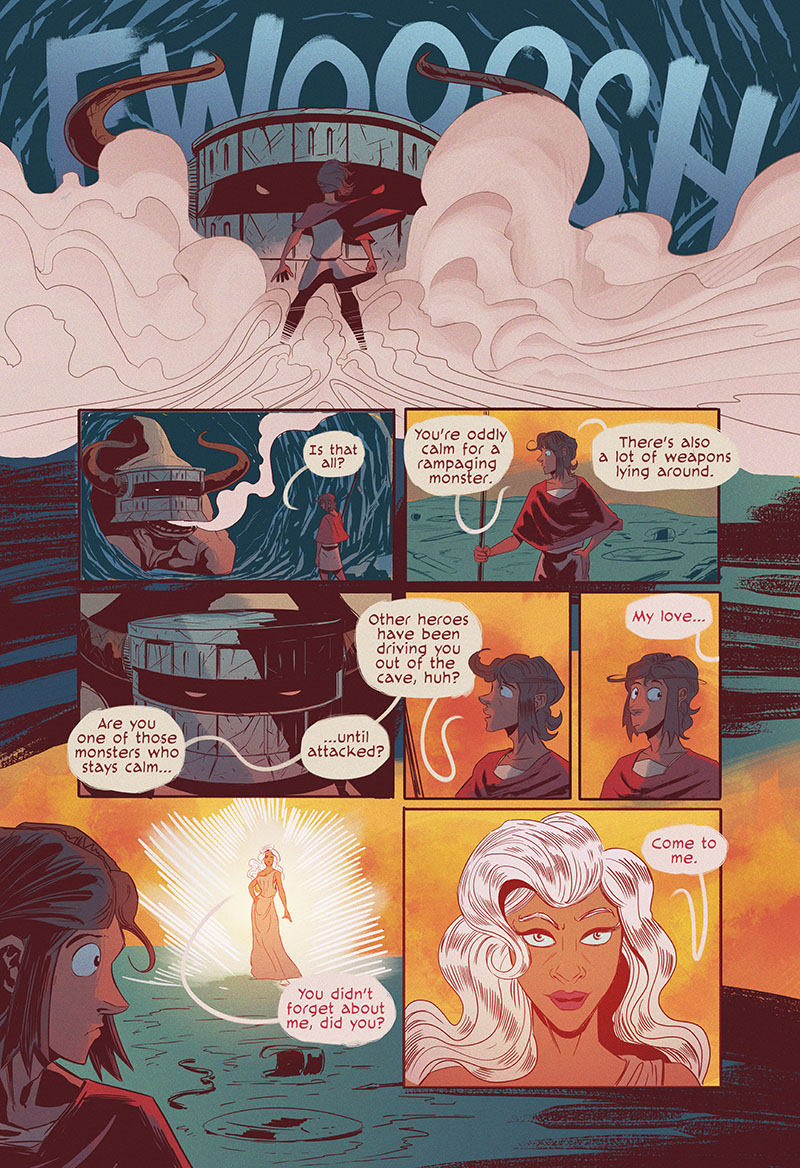 FWOOOSH
Is that
all?
You're oddly
calm for a
rampaging
monster.
There's also
a lot of weapons
lying around.
Are you
one of those
monsters who
stays calm...
...until
attacked?
Other heroes
have been
driving you
out of the
cave, huh?
My love...
You didn't
forget about
me, did you?
Come to
me.